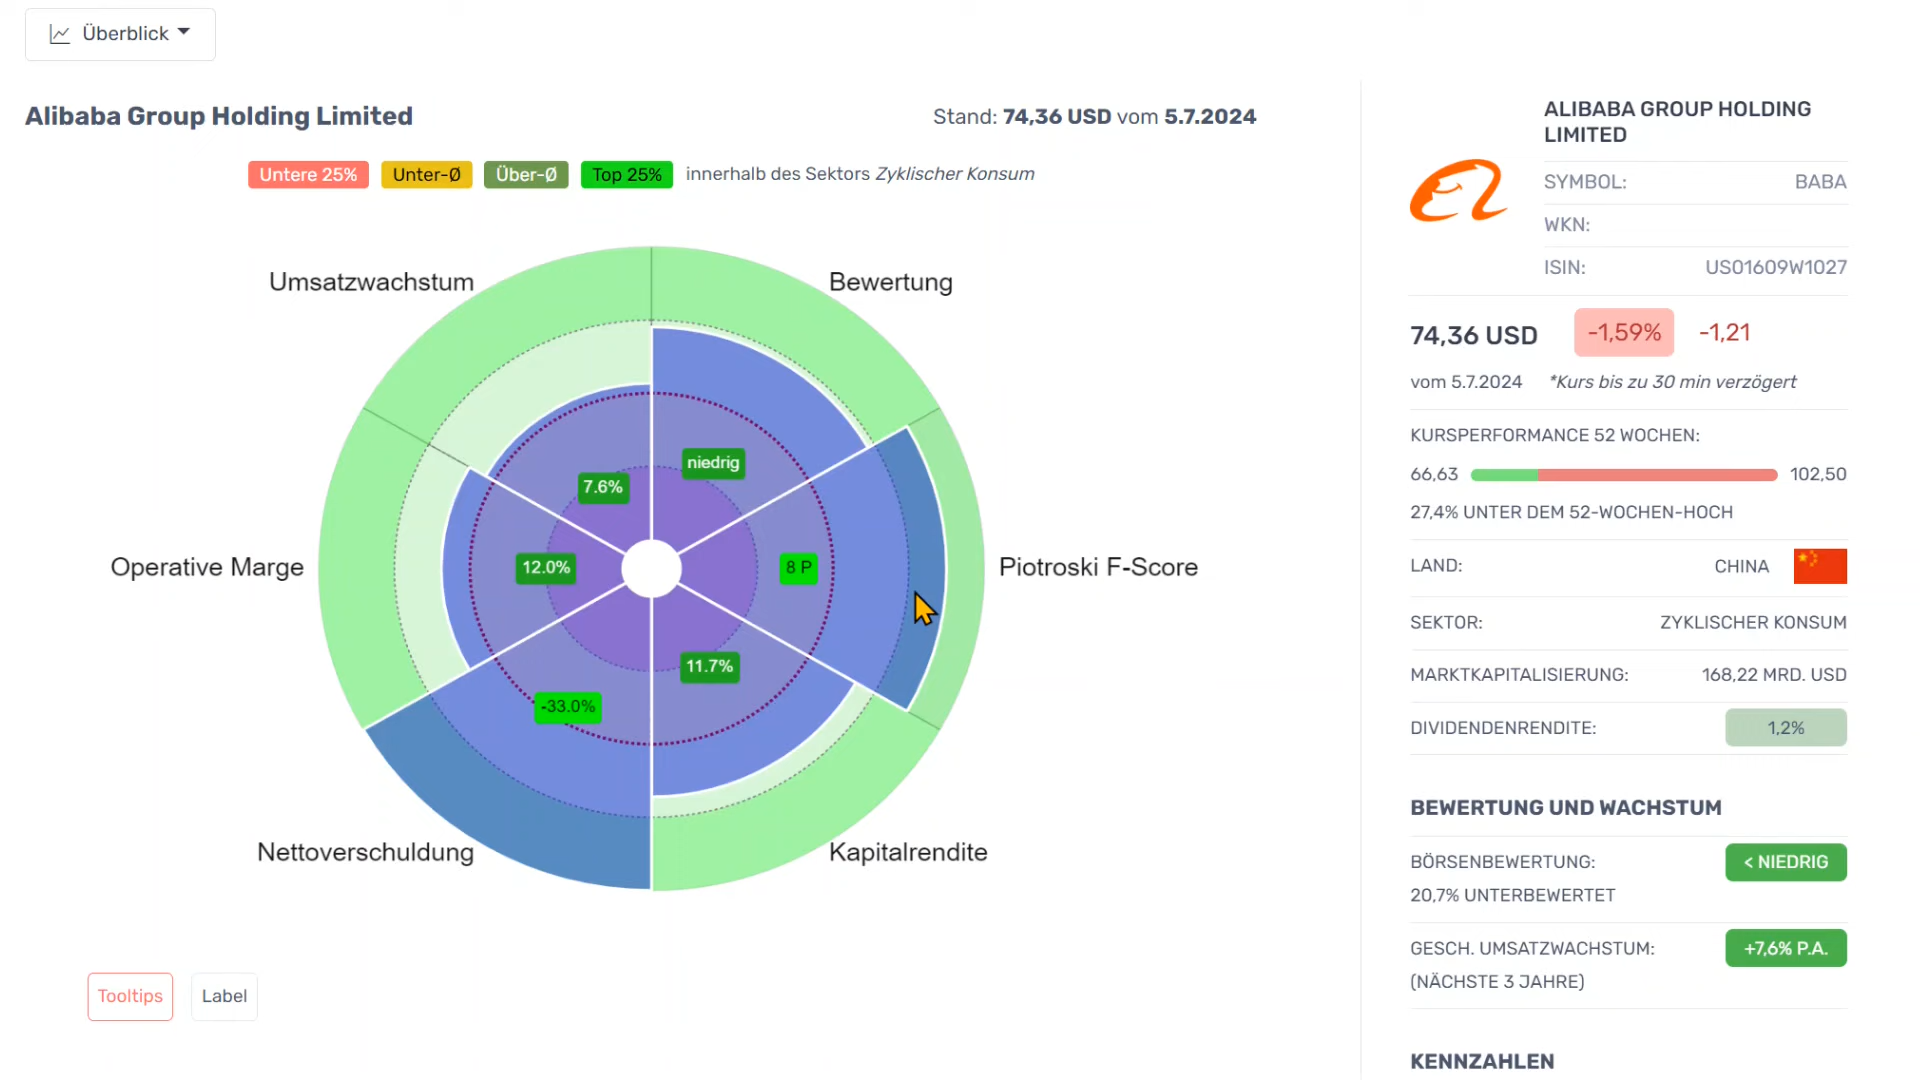 Überblick
Alibaba Group Holding Limited
Stand: 74,36 USD vom 5.7.2024
Untere 25% Unter-Ø Über-Ø Top 25% innerhalb des Sektors Zyklischer Konsum
Umsatzwachstum
Bewertung
niedrig
7.6%
Operative Marge
12.0%
8 P
Piotroski F-Score
11.7%
-33.0%
Nettoverschuldung
Kapitalrendite
Tooltips
Label
ALIBABA GROUP HOLDING
LIMITED
SYMBOL: BABA
WKN:
ISIN: US01609W1027
74,36 USD -1,59% -1,21
vom 5.7.2024 *Kurs bis zu 30 min verzögert
KURSPERFORMANCE 52 WOCHEN:
66,63 102,50
27,4% UNTER DEM 52-WOCHEN-HOCH
LAND: CHINA
SEKTOR: ZYKLISCHER KONSUM
MARKTKAPITALISIERUNG: 168,22 MRD. USD
DIVIDENDENRENDITE: 1,2%
BEWERTUNG UND WACHSTUM
BÖRSENBEWERTUNG: < NIEDRIG
20,7% UNTERBEWERTET
GESCH. UMSATZWACHSTUM: +7,6% P.A.
(NÄCHSTE 3 JAHRE)
KENNZAHLEN